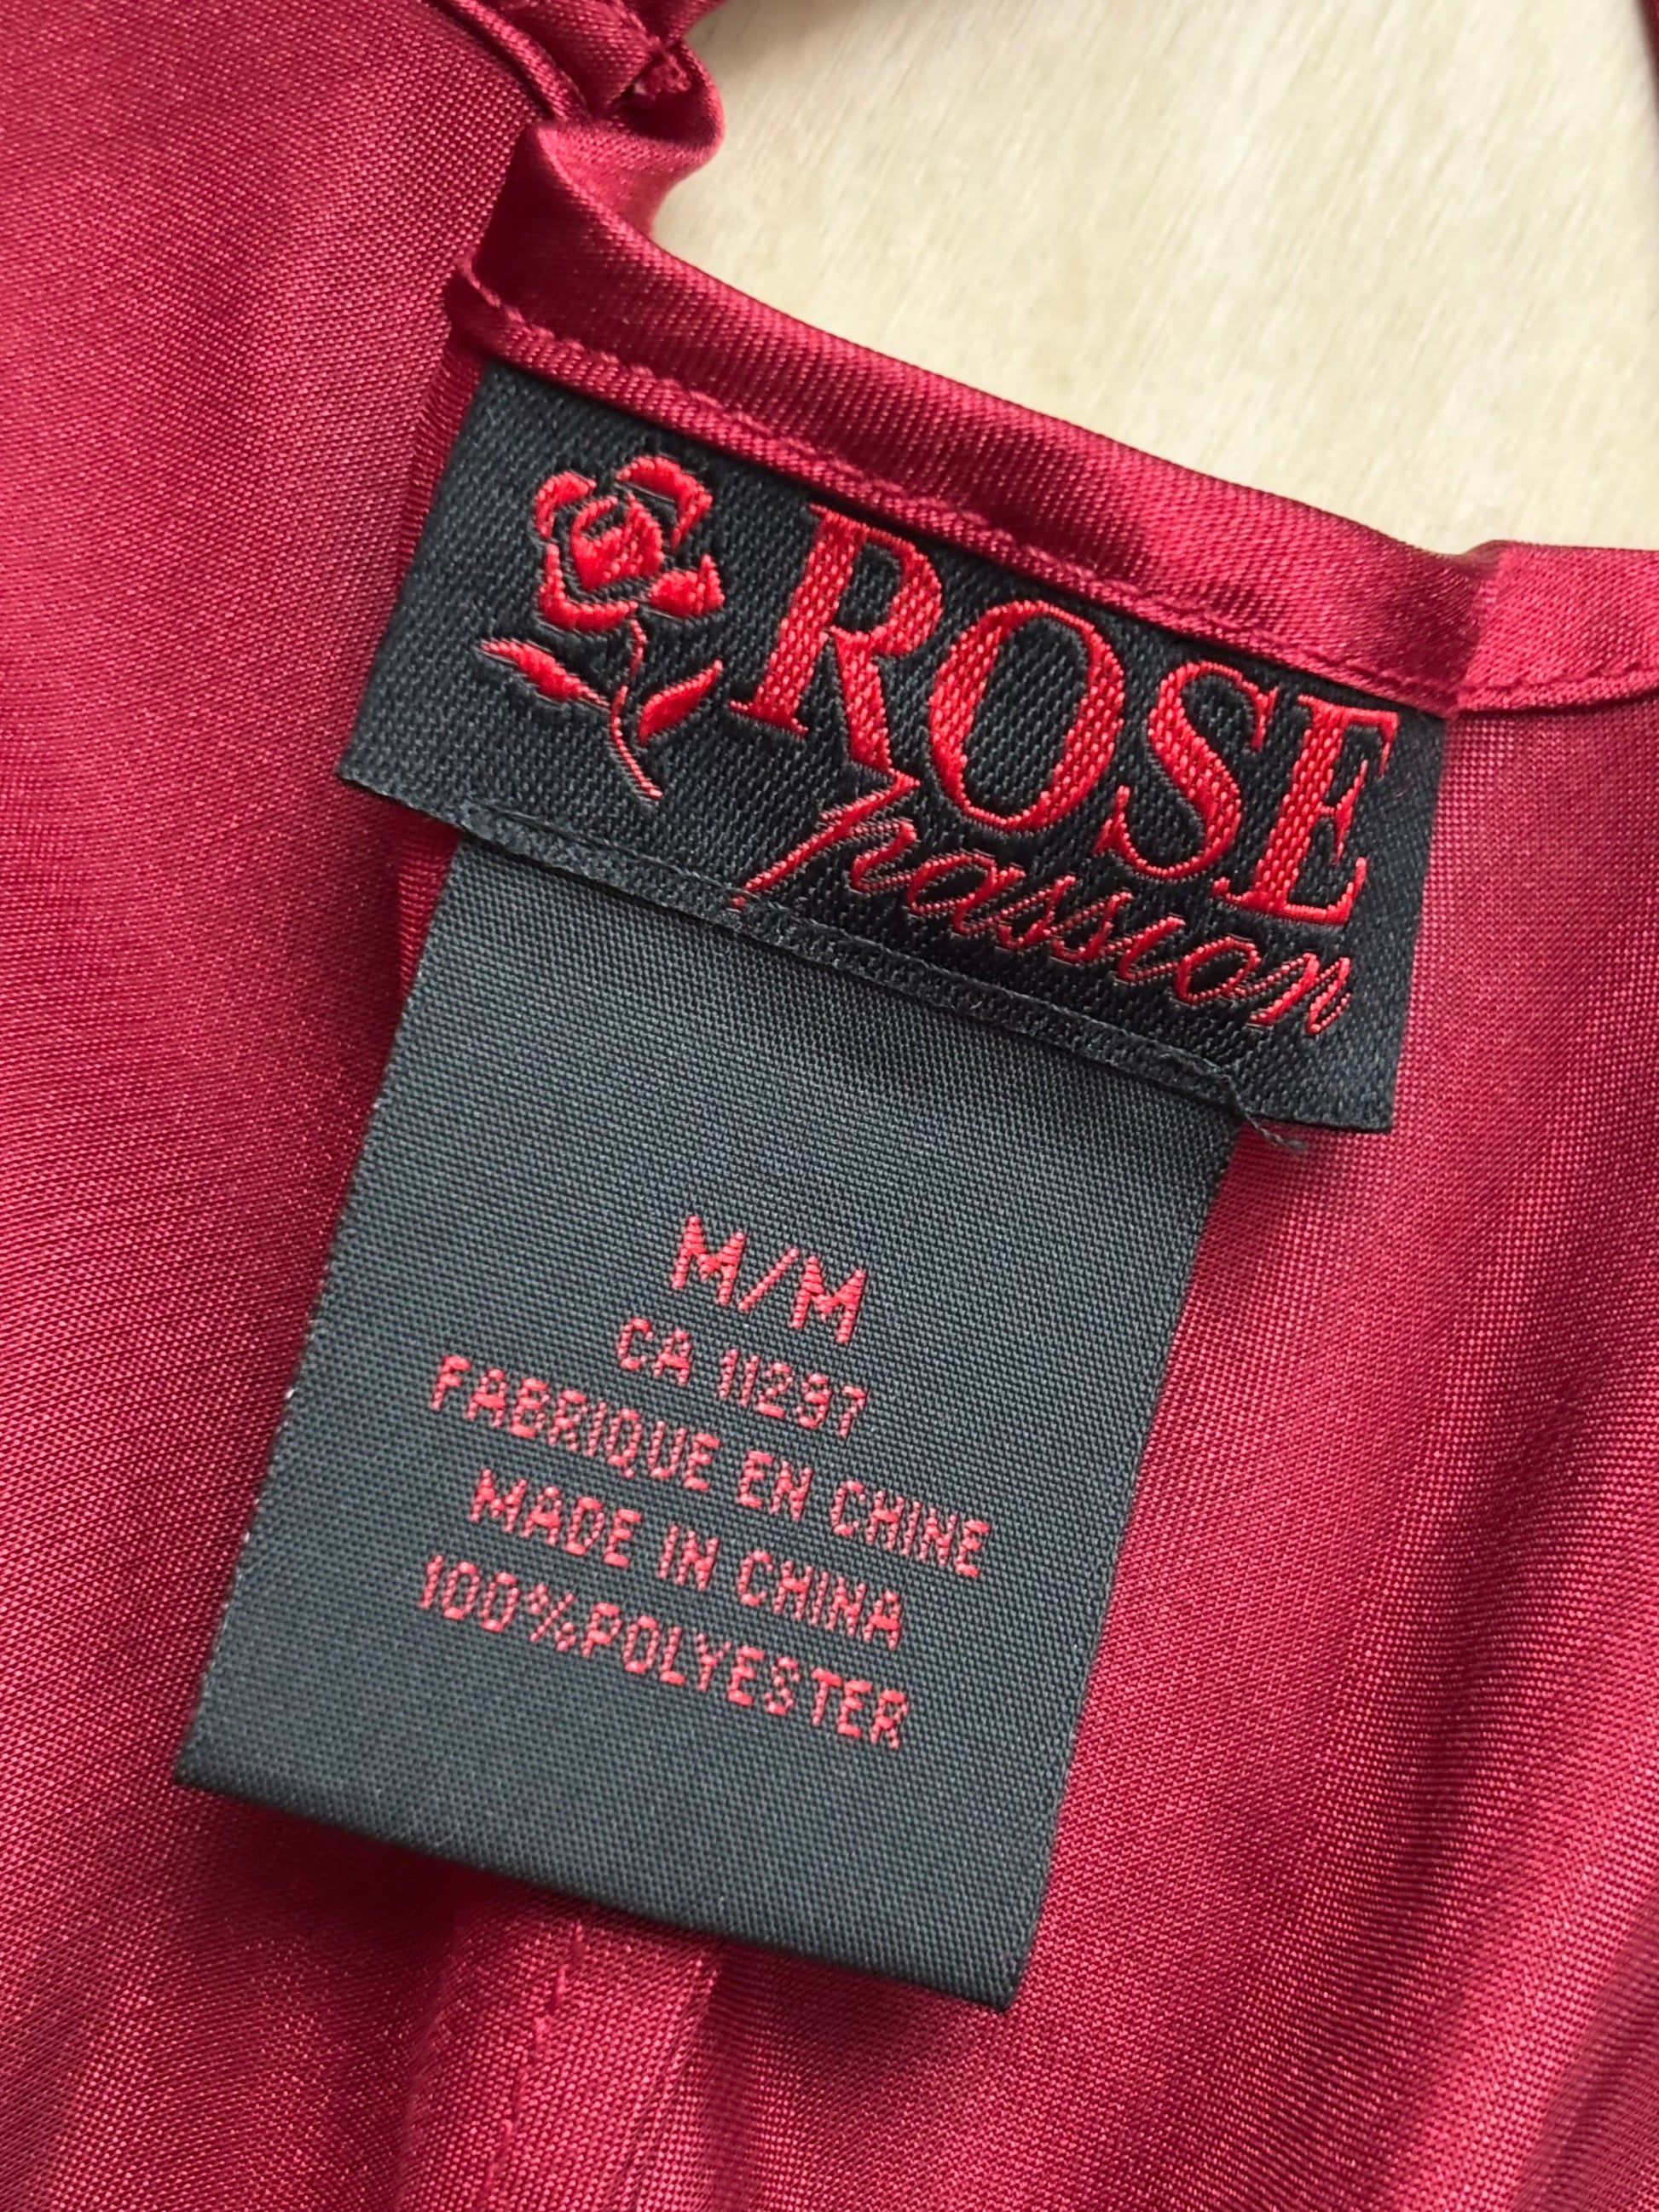 ROSE
passion
M/M
CA 11297
FABRIQUE EN CHINE
MADE IN CHINA
100%POLYESTER